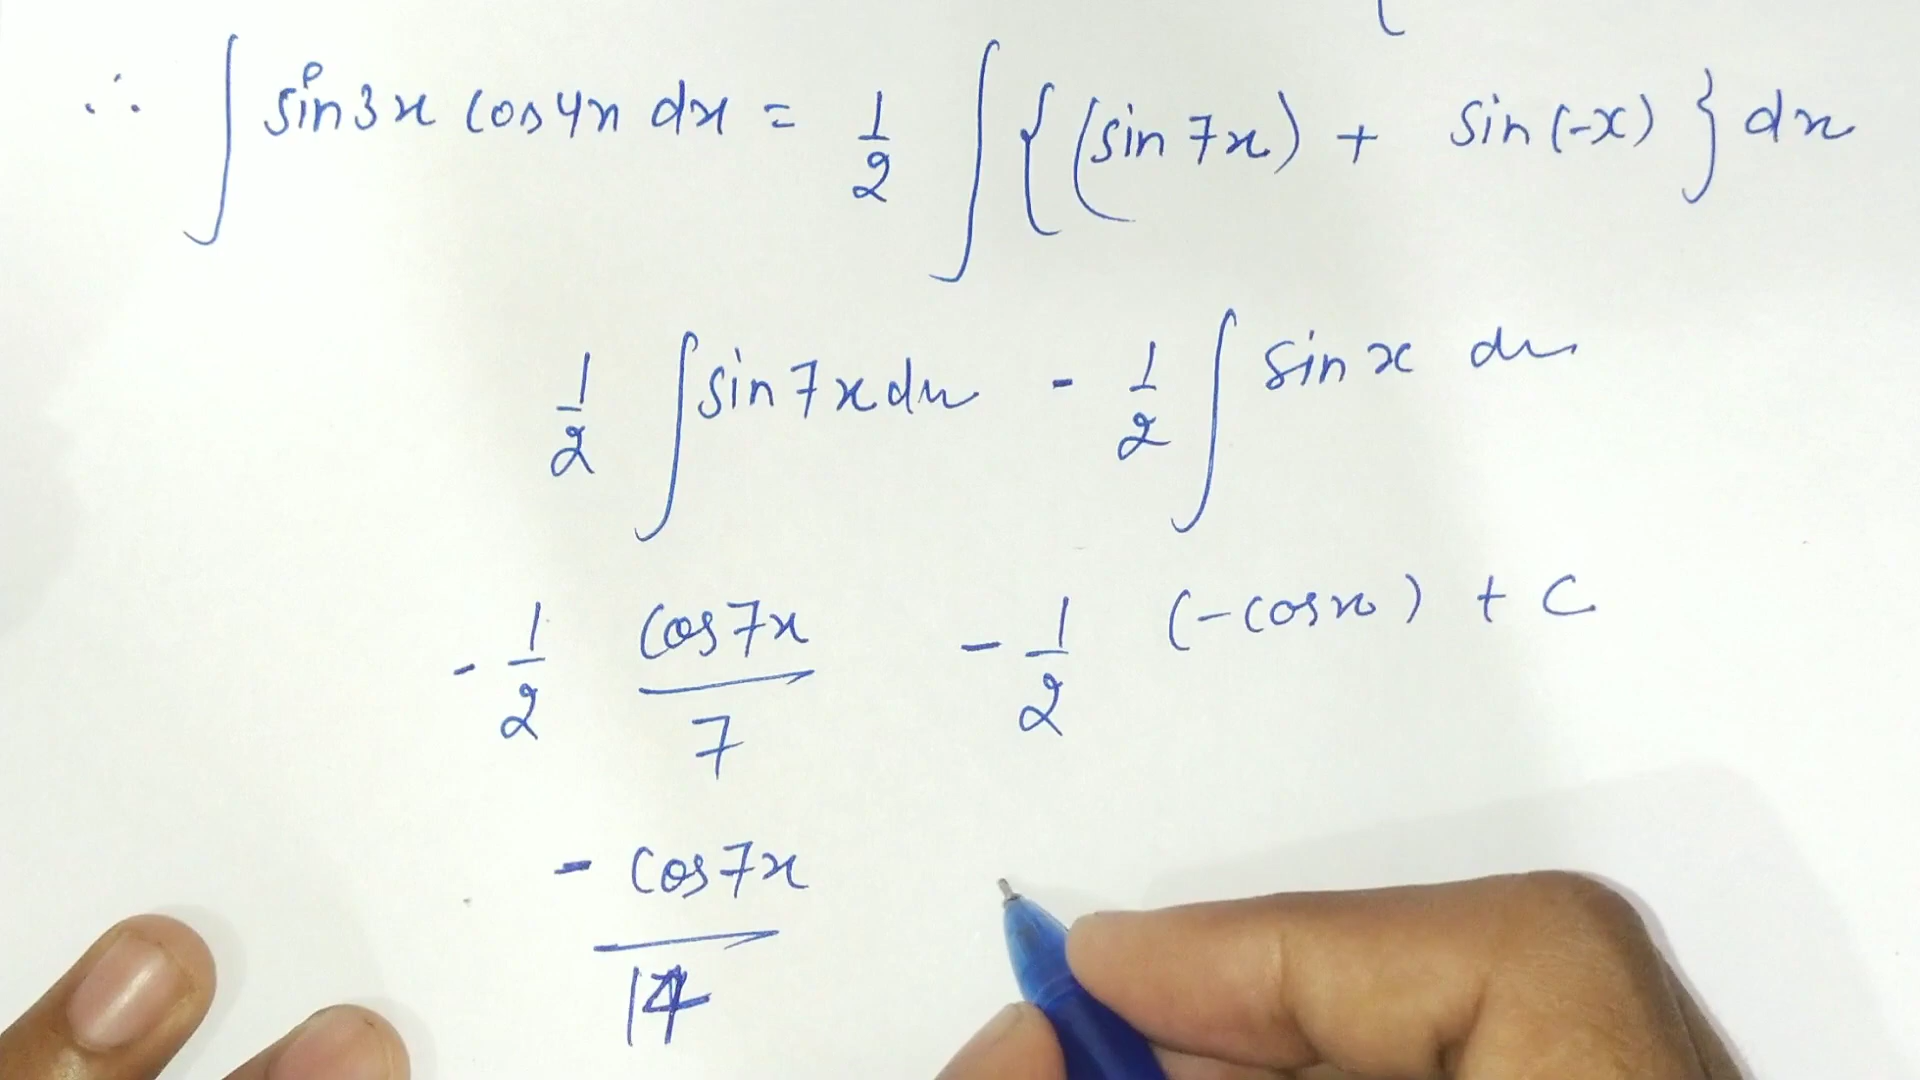 ∴ ∫ sin3x cos4x dx = 1/2 ∫ { (sin 7x) + sin(-x) } dx
1/2 ∫ sin 7x dx - 1/2 ∫ sin x dx
- 1/2 cos7x/7 - 1/2 (-cosx) + C
- cos7x/14